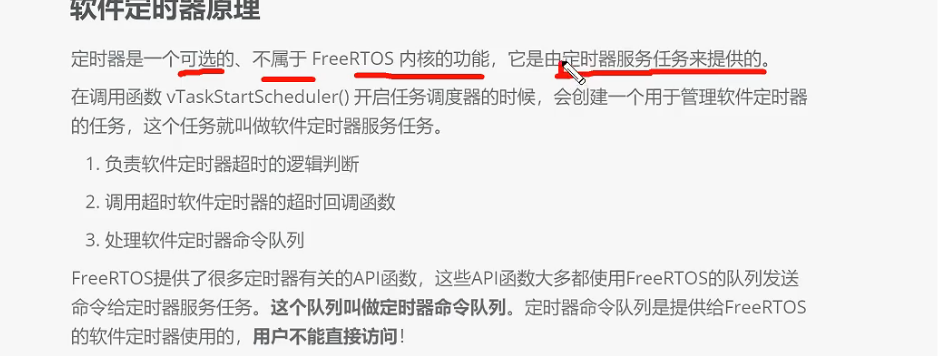 软件定时器原理
定时器是一个可选的、不属于 FreeRTOS 内核的功能，它是由定时器服务任务来提供的。
在调用函数 vTaskStartScheduler() 开启任务调度器的时候，会创建一个用于管理软件定时器
的任务，这个任务就叫做软件定时器服务任务。
1. 负责软件定时器超时的逻辑判断
2. 调用超时软件定时器的超时回调函数
3. 处理软件定时器命令队列
FreeRTOS提供了很多定时器有关的API函数，这些API函数大多都使用FreeRTOS的队列发送
命令给定时器服务任务。这个队列叫做定时器命令队列。定时器命令队列是提供给FreeRTOS
的软件定时器使用的，用户不能直接访问！